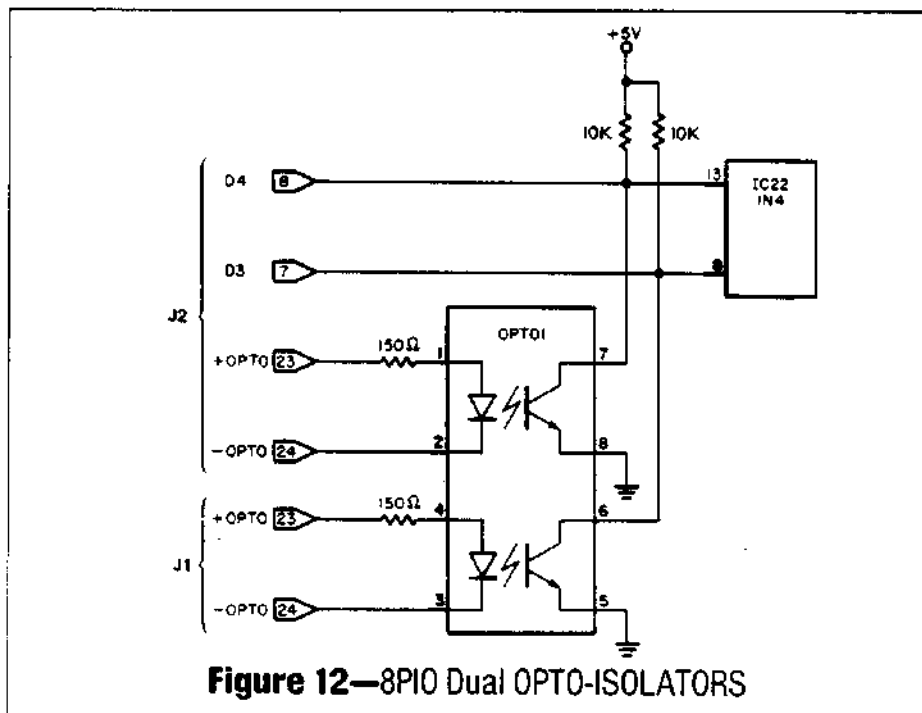 +5V
10K 10K
D4 8 13 IC22
IN4
D3 7 9
J2
OPTO1
+OPTO 23 150Ω 1 7
-OPTO 24 2 8
+OPTO 23 150Ω 4 6
J1
-OPTO 24 3 5
Figure 12—8PIO Dual OPTO-ISOLATORS